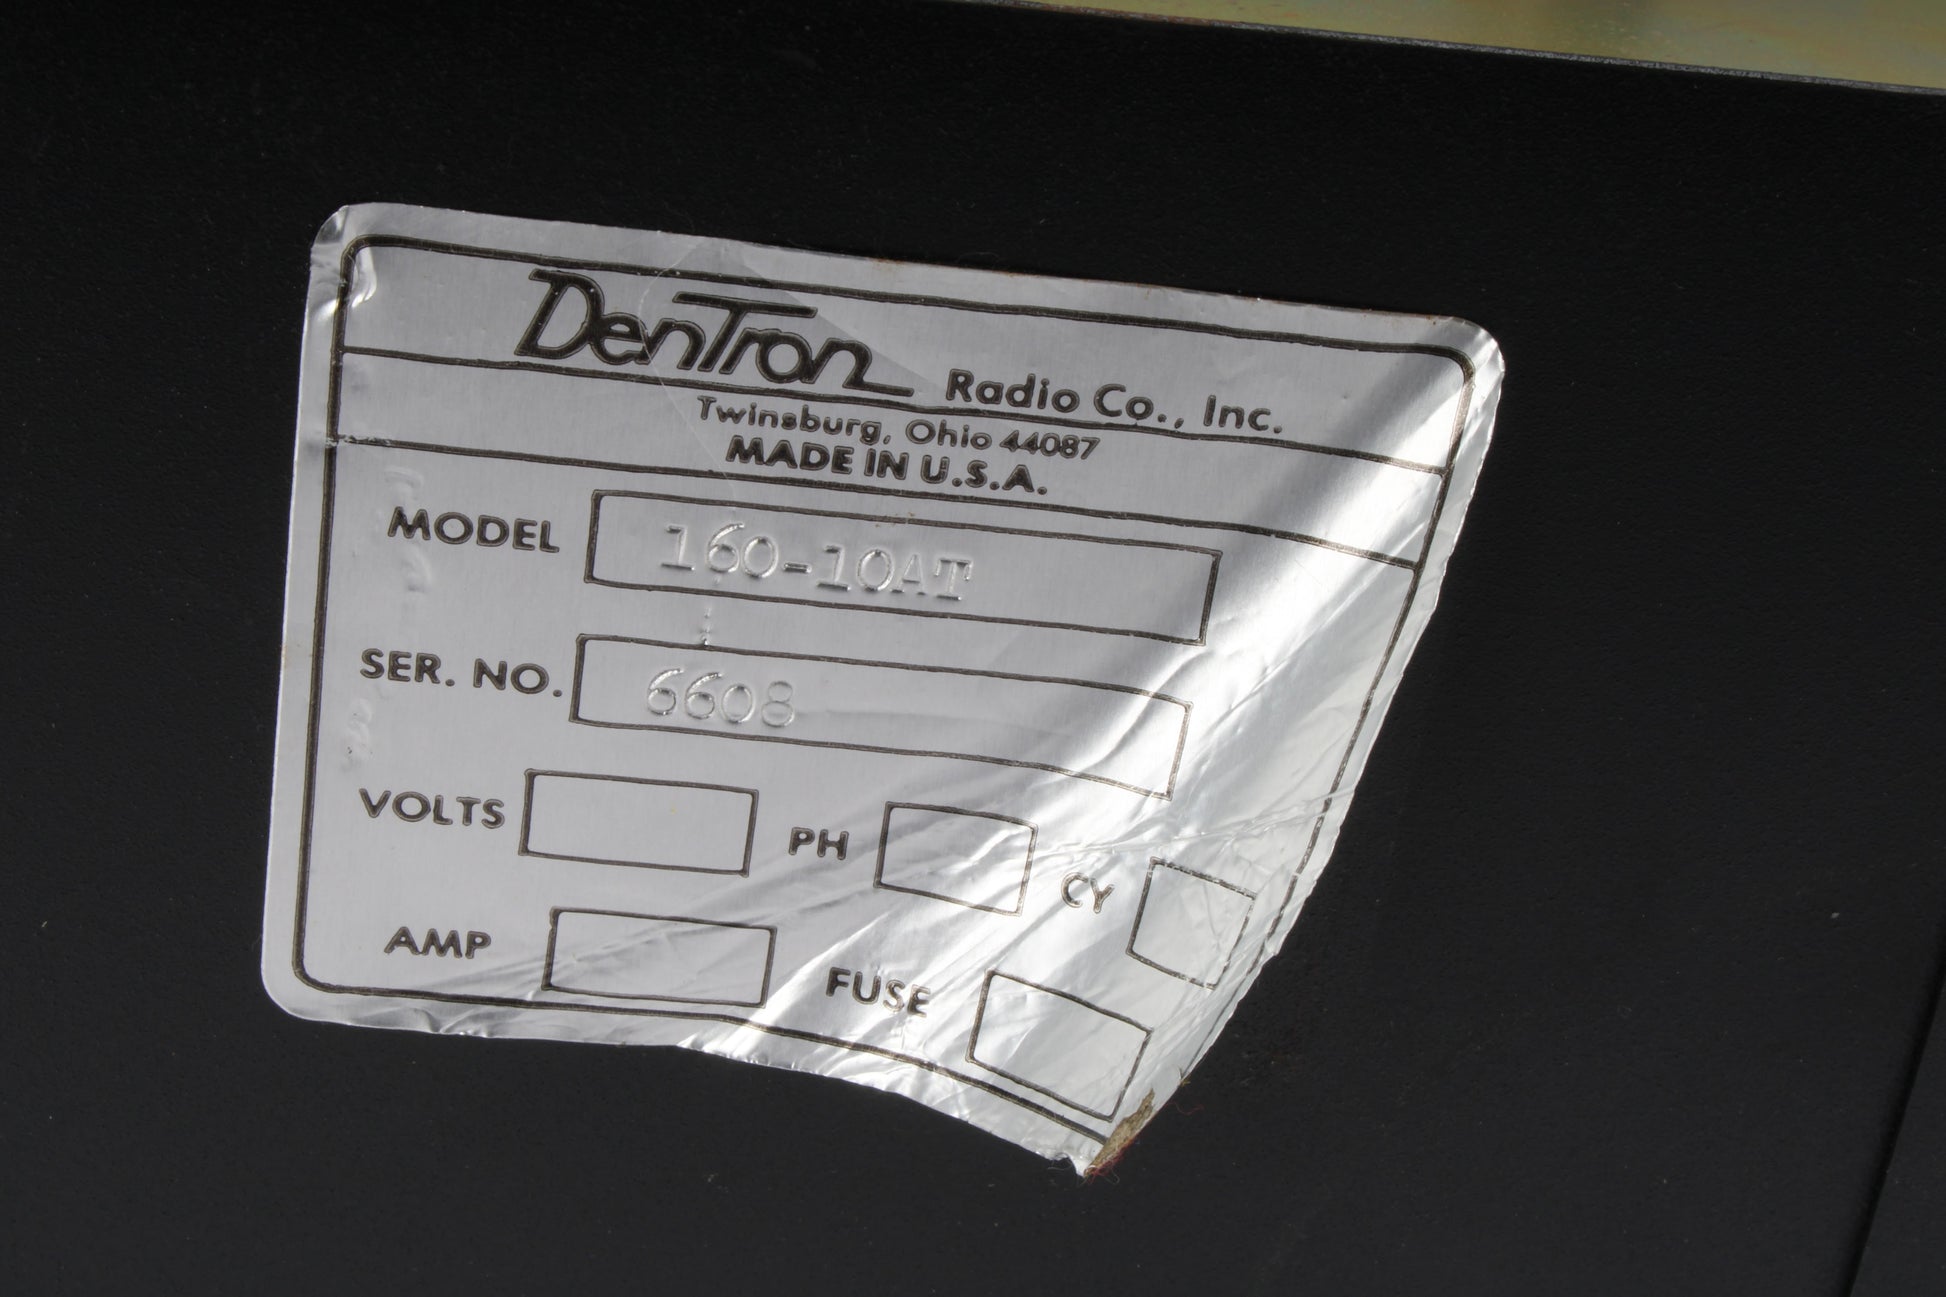 DenTron Radio Co., Inc.
Twinsburg, Ohio 44087
MADE IN U.S.A.
MODEL 160-10AT
SER. NO. 6608
VOLTS PH CY
AMP FUSE